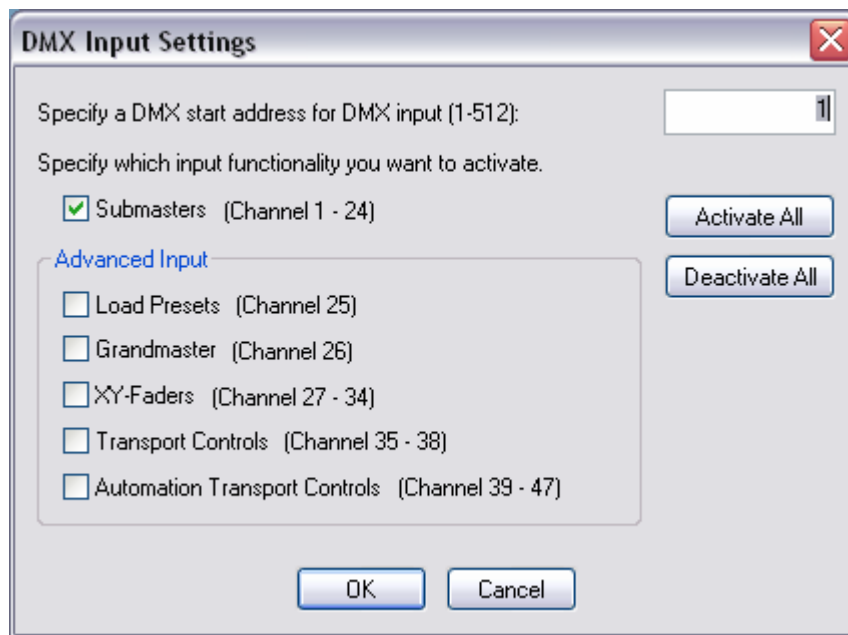 DMX Input Settings
Specify a DMX start address for DMX input (1-512):
1
Specify which input functionality you want to activate.
Submasters (Channel 1 - 24)
Activate All
Advanced Input
Deactivate All
Load Presets (Channel 25)
Grandmaster (Channel 26)
XY-Faders (Channel 27 - 34)
Transport Controls (Channel 35 - 38)
Automation Transport Controls (Channel 39 - 47)
OK
Cancel